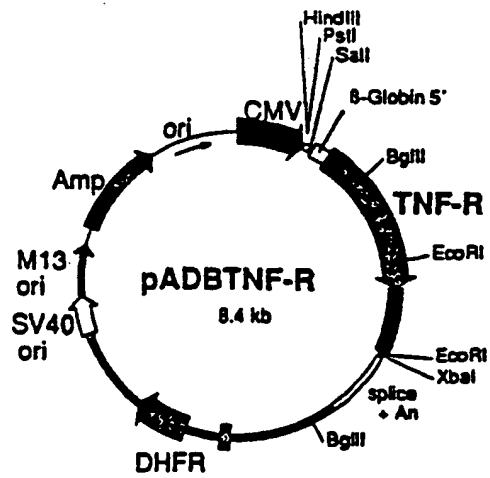 HindIII
PstI
SalI
ß-Globin 5'
CMV
ori
BglII
Amp
TNF-R
EcoRI
M13
ori
pADBTNF-R
8.4 kb
SV40
ori
EcoRI
XbaI
splice
+ An
BglII
DHFR